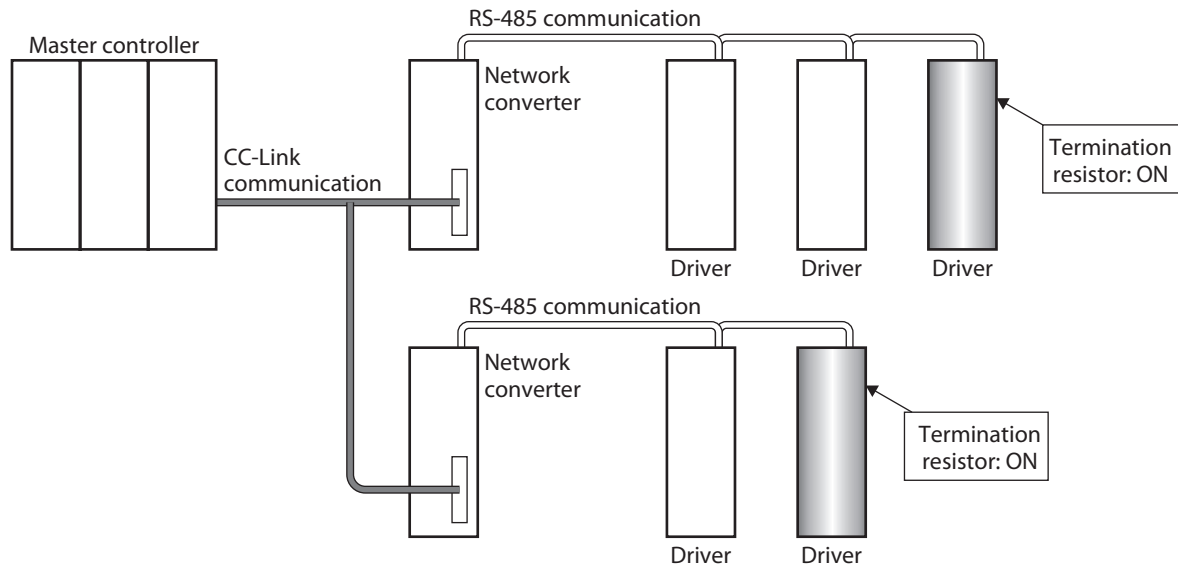 RS-485 communication
Master controller
Network
converter
CC-Link
communication
Termination
resistor: ON
Driver
Driver
Driver
RS-485 communication
Network
converter
Termination
resistor: ON
Driver
Driver